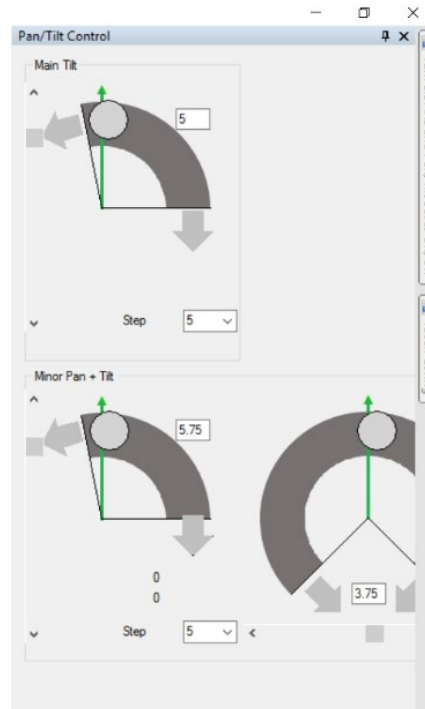 Pan/Tilt Control
Main Tilt
5
Step 5
Minor Pan + Tilt
5.75
0
0
3.75
Step 5